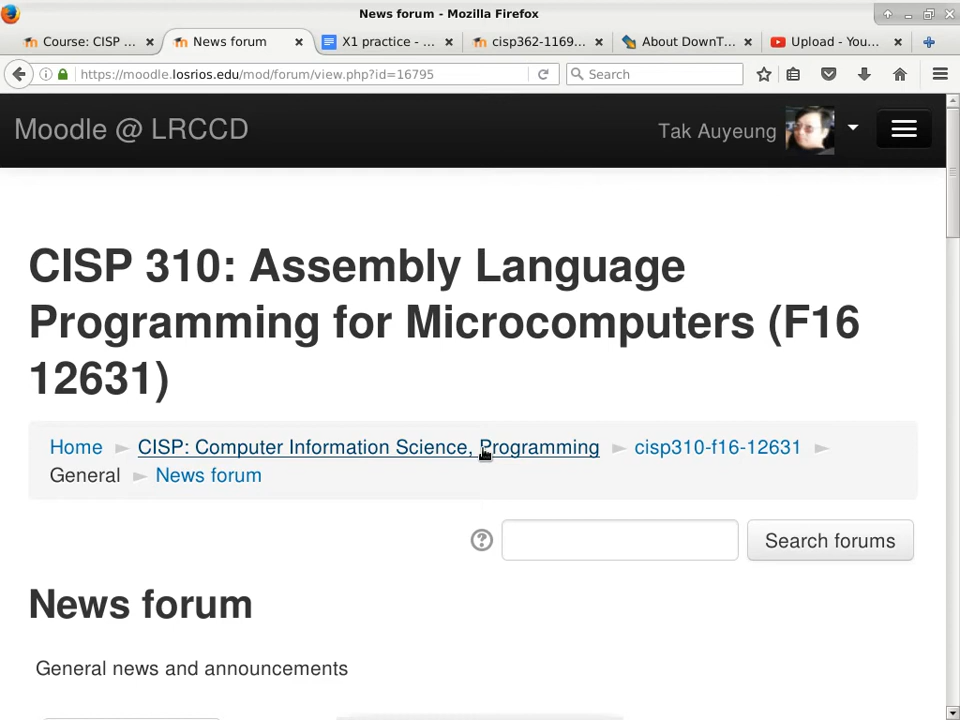 News forum - Mozilla Firefox
Course: CISP ...
News forum
X1 practice - ...
cisp362-1169...
About DownT...
Upload - You...
https://moodle.losrios.edu/mod/forum/view.php?id=16795
Search
Moodle @ LRCCD
Tak Auyeung
CISP 310: Assembly Language
Programming for Microcomputers (F16
12631)
Home ► CISP: Computer Information Science, Programming ► cisp310-f16-12631 ►
General ► News forum
Search forums
News forum
General news and announcements